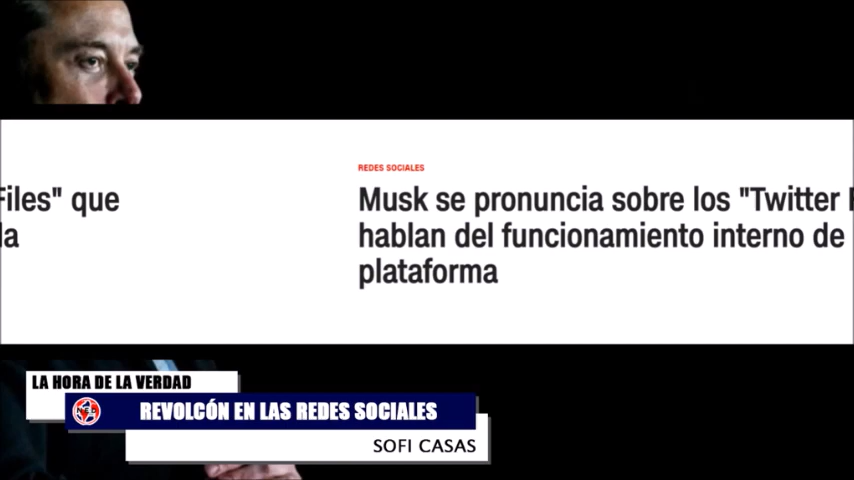 REDES SOCIALES
Files" que
Musk se pronuncia sobre los "Twitter
la
hablan del funcionamiento interno de
plataforma
LA HORA DE LA VERDAD
REVOLCÓN EN LAS REDES SOCIALES
SOFI CASAS